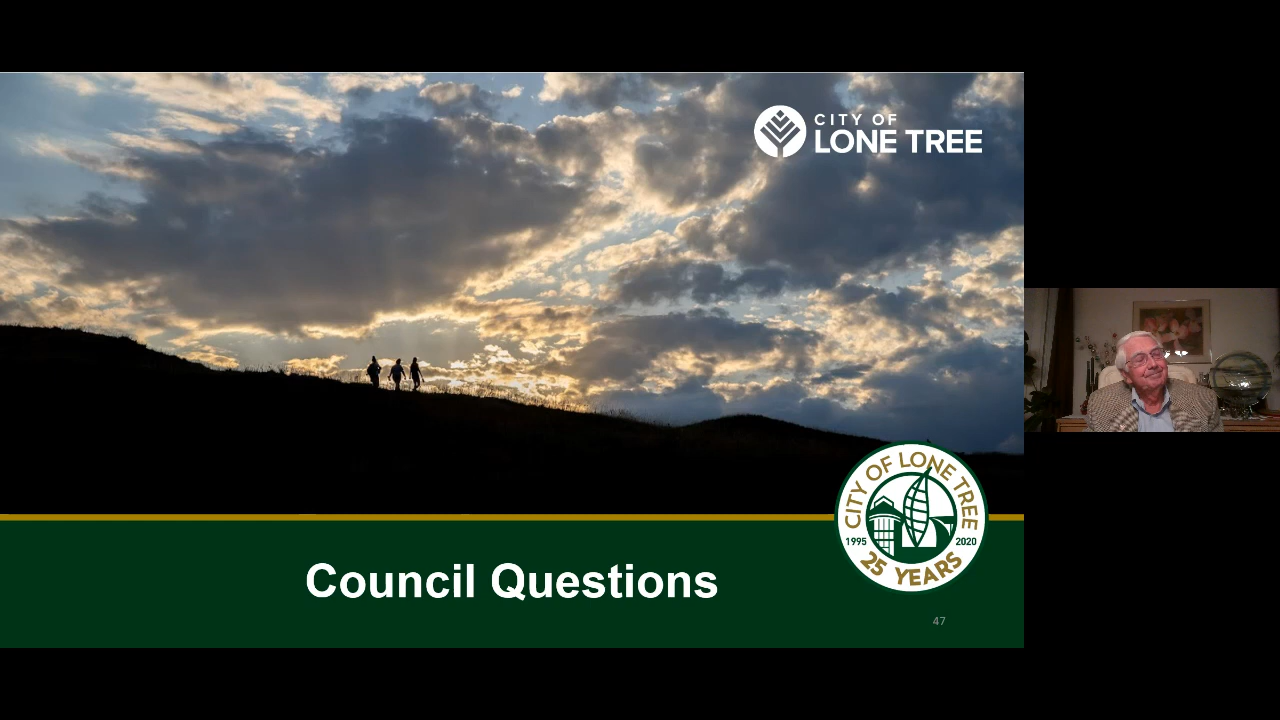 CITY OF
LONE TREE
CITY OF LONE TREE
1995
2020
25 YEARS
Council Questions
47